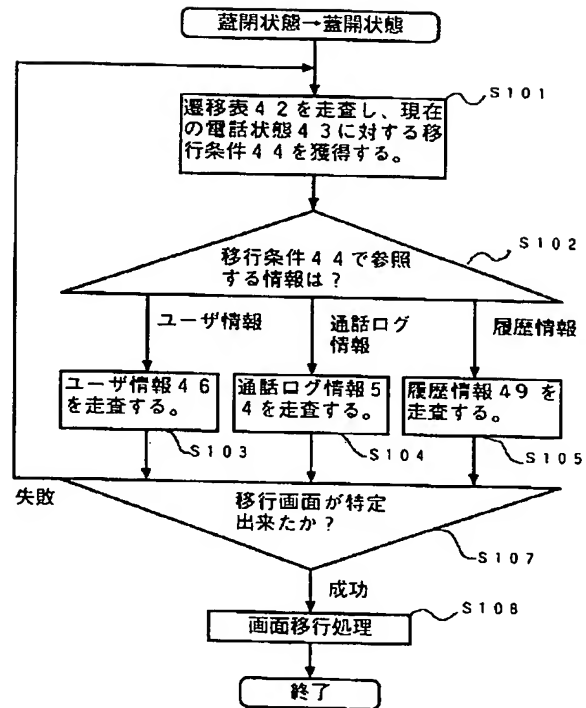 蓋閉状態→蓋開状態
S101
遷移表42を走査し、現在
の電話状態43に対する移
行条件44を獲得する。
S102
移行条件44で参照
する情報は?
ユーザ情報
通話ログ
情報
履歴情報
ユーザ情報46
を走査する。
通話ログ情報5
4を走査する。
履歴情報49を
走査する。
S103
S104
S105
失敗
移行画面が特定
出来たか?
S107
成功
S108
画面移行処理
終了